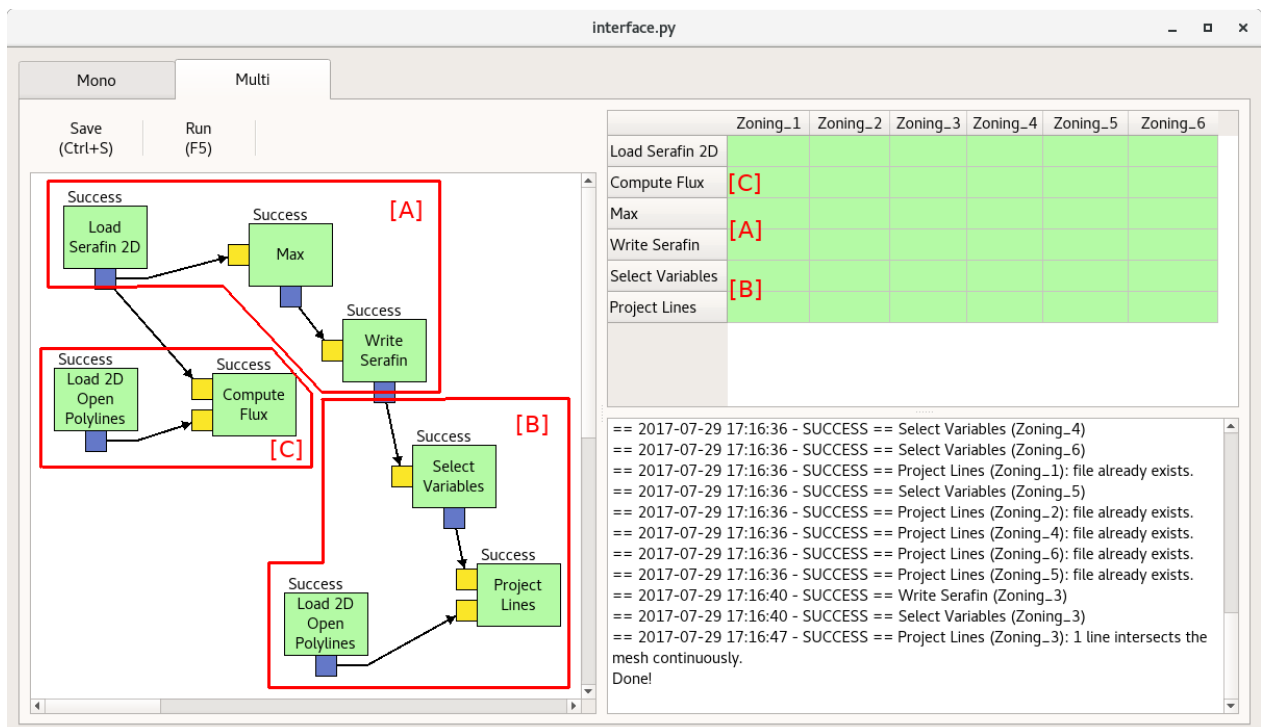 interface.py
Mono
Multi
Save
(Ctrl+S)
Run
(F5)
Success
Load
Serafin 2D
Success
Max
[A]
Success
Write
Serafin
Success
Load 2D
Open
Polylines
Success
Compute
Flux
[C]
[B]
Success
Select
Variables
Success
Project
Lines
Success
Load 2D
Open
Polylines
Zoning_1 Zoning_2 Zoning_3 Zoning_4 Zoning_5 Zoning_6
Load Serafin 2D
Compute Flux
[C]
Max
[A]
Write Serafin
Select Variables
[B]
Project Lines
== 2017-07-29 17:16:36 - SUCCESS == Select Variables (Zoning_4)
== 2017-07-29 17:16:36 - SUCCESS == Select Variables (Zoning_6)
== 2017-07-29 17:16:36 - SUCCESS == Project Lines (Zoning_1): file already exists.
== 2017-07-29 17:16:36 - SUCCESS == Select Variables (Zoning_5)
== 2017-07-29 17:16:36 - SUCCESS == Project Lines (Zoning_2): file already exists.
== 2017-07-29 17:16:36 - SUCCESS == Project Lines (Zoning_4): file already exists.
== 2017-07-29 17:16:36 - SUCCESS == Project Lines (Zoning_6): file already exists.
== 2017-07-29 17:16:36 - SUCCESS == Project Lines (Zoning_5): file already exists.
== 2017-07-29 17:16:40 - SUCCESS == Write Serafin (Zoning_3)
== 2017-07-29 17:16:40 - SUCCESS == Select Variables (Zoning_3)
== 2017-07-29 17:16:47 - SUCCESS == Project Lines (Zoning_3): 1 line intersects the
mesh continuously.
Done!